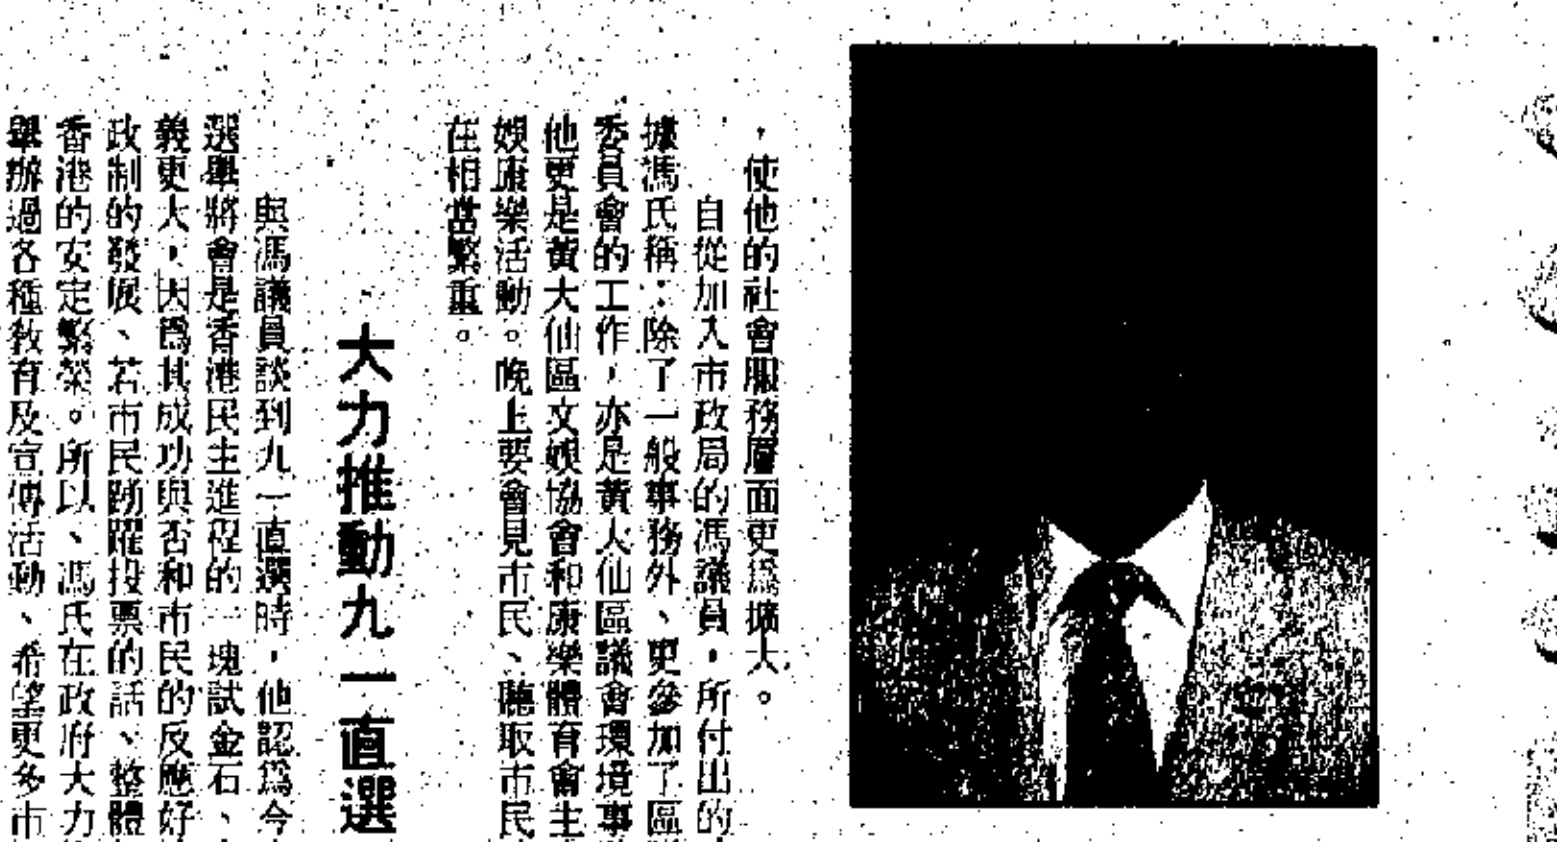 ，使他的社會服務層面更爲擴大。
自從加入市政局的馮議員，所付出的
據馮氏稱：除了一般事務外、更參加了區
委員會的工作，亦是黃大仙區議會環境事
他更是黃大仙區文娛協會和康樂體育會主
娛康樂活動。晚上要會見市民、聽取市民
在相當繁重。
大力推動九一直選
與馮議員談到九一直選時，他認爲今
選舉將會是香港民主進程的一塊試金石、
義更大，因爲其成功與否和市民的反應好
政制的發展、若市民踴躍投票的話、整體
香港的安定繁榮。所以、馮氏在政府大力
舉辦過各種敎育及宣傳活動、希望更多市